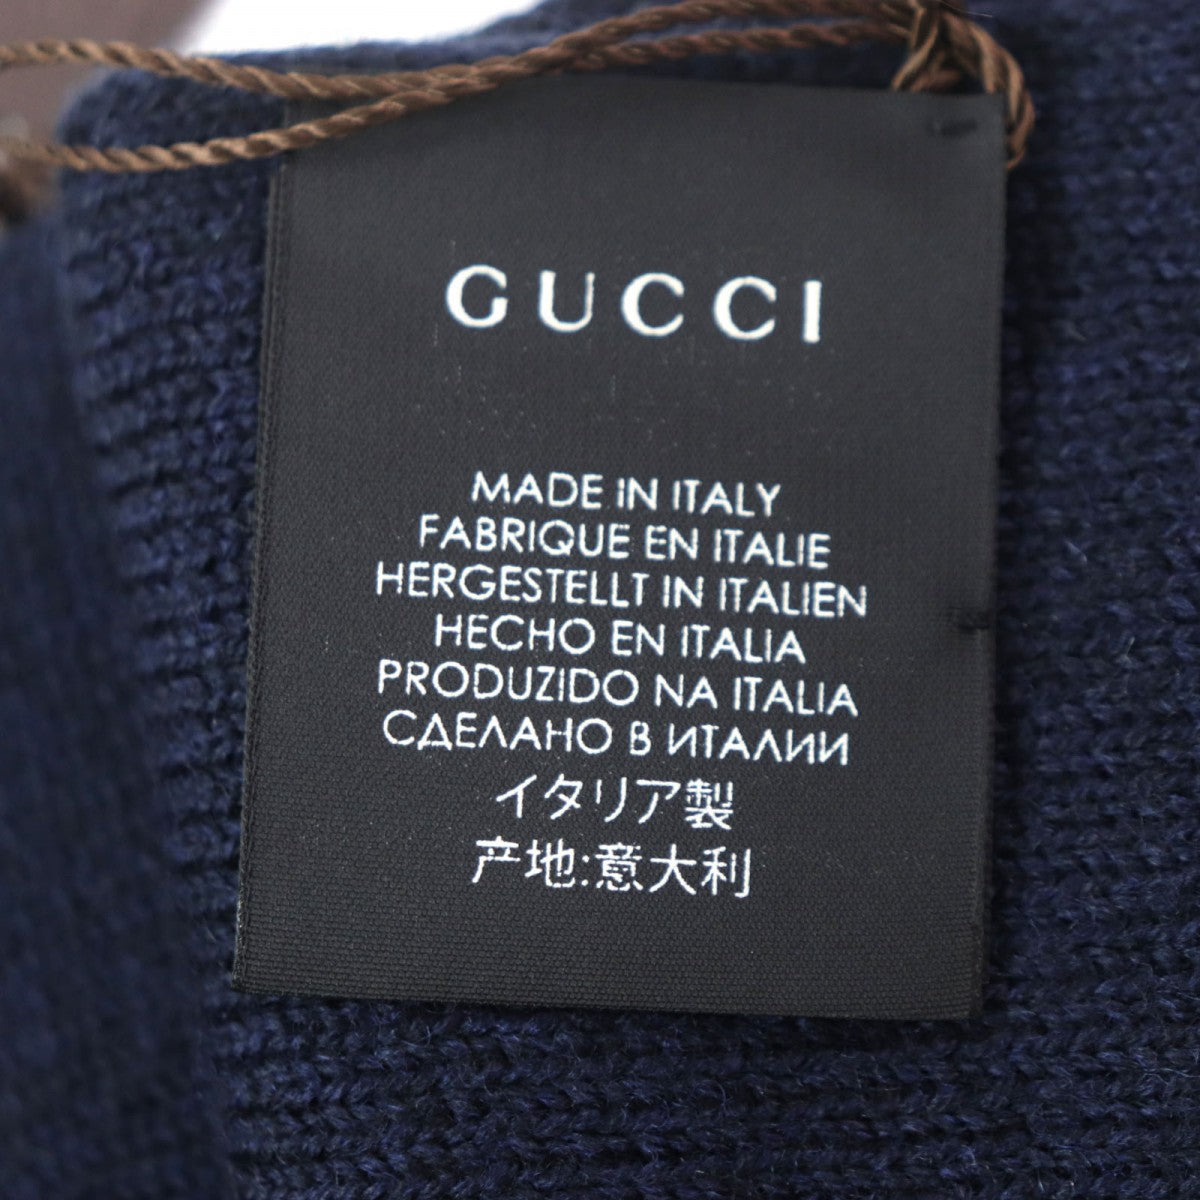 GUCCI
MADE IN ITALY
FABRIQUE EN ITALIE
HERGESTELLT IN ITALIEN
HECHO EN ITALIA
PRODUZIDO NA ITALIA
СДЕЛАНО В ИТАЛИИ
イタリア製
产地:意大利